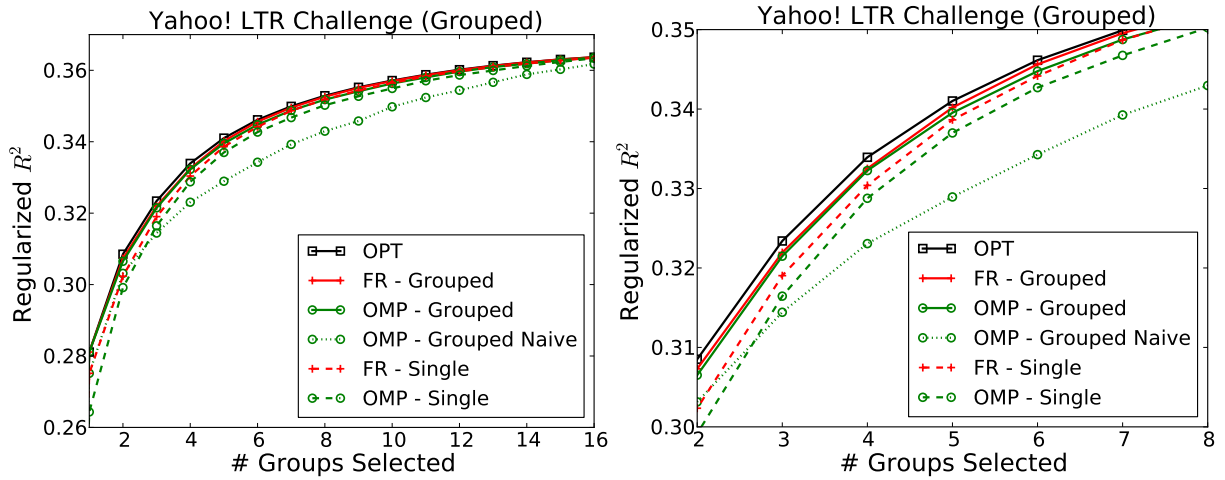 Yahoo! LTR Challenge (Grouped)
Regularized R²
0.36
0.34
0.32
0.30
0.28
0.26
2 4 6 8 10 12 14 16
# Groups Selected
OPT
FR - Grouped
OMP - Grouped
OMP - Grouped Naive
FR - Single
OMP - Single
Yahoo! LTR Challenge (Grouped)
Regularized R²
0.35
0.34
0.33
0.32
0.31
0.30
2 3 4 5 6 7 8
# Groups Selected
OPT
FR - Grouped
OMP - Grouped
OMP - Grouped Naive
FR - Single
OMP - Single